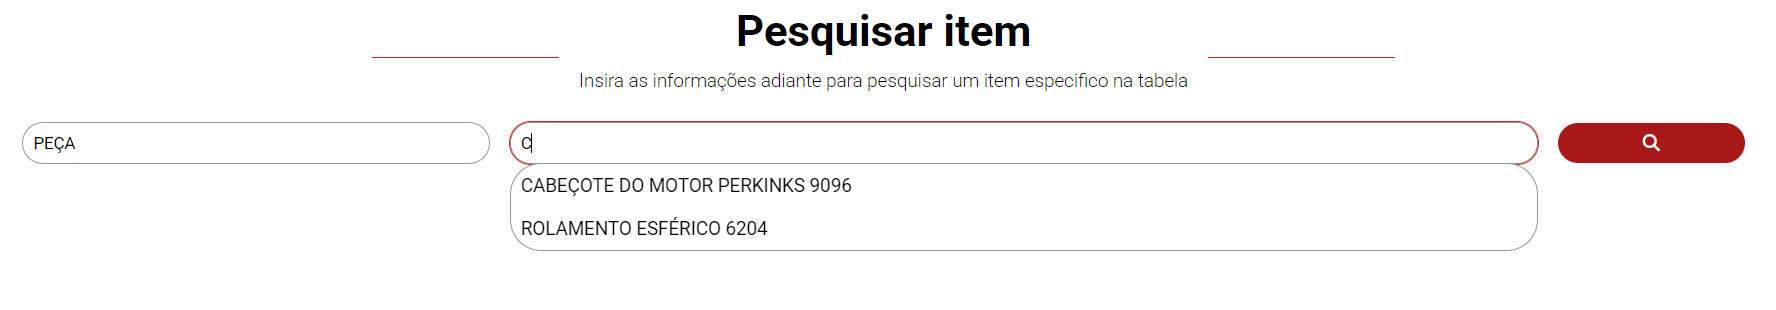 Pesquisar item
Insira as informações adiante para pesquisar um item especifico na tabela
PEÇA
C
CABEÇOTE DO MOTOR PERKINKS 9096
ROLAMENTO ESFÉRICO 6204